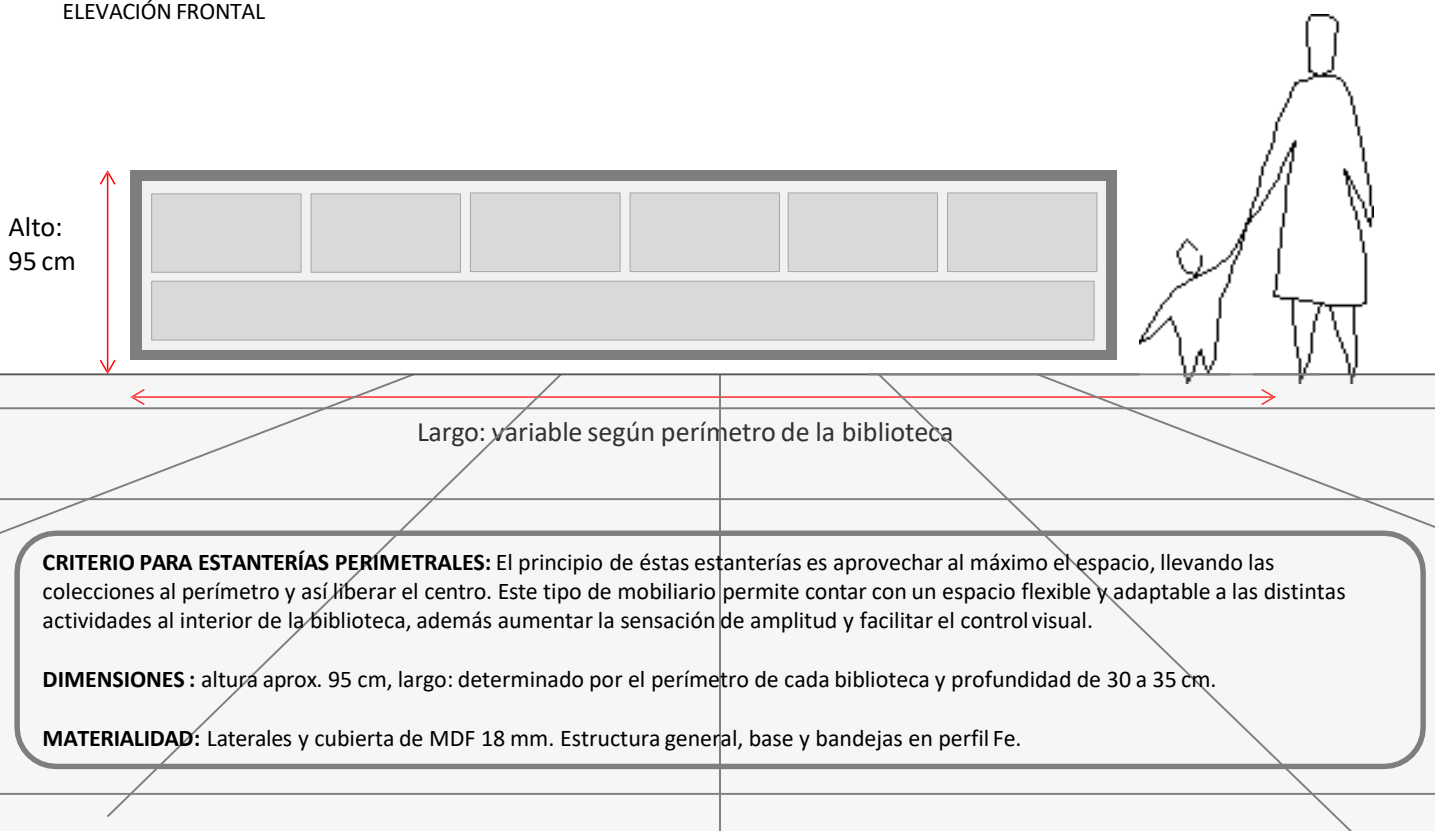 ELEVACIÓN FRONTAL
Alto:
95 cm
Largo: variable según perímetro de la biblioteca
CRITERIO PARA ESTANTERÍAS PERIMETRALES: El principio de éstas estanterías es aprovechar al máximo el espacio, llevando las
colecciones al perímetro y así liberar el centro. Este tipo de mobiliario permite contar con un espacio flexible y adaptable a las distintas
actividades al interior de la biblioteca, además aumentar la sensación de amplitud y facilitar el control visual.
DIMENSIONES : altura aprox. 95 cm, largo: determinado por el perímetro de cada biblioteca y profundidad de 30 a 35 cm.
MATERIALIDAD: Laterales y cubierta de MDF 18 mm. Estructura general, base y bandejas en perfil Fe.